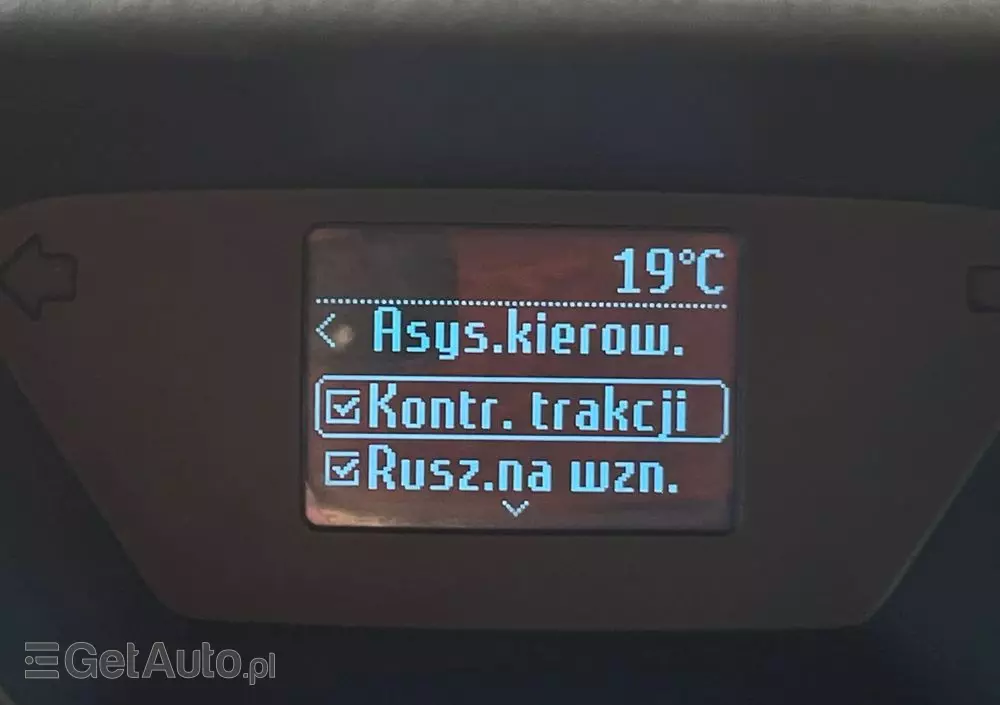 19°C
< Asys.kierow.
Kontr. trakcji
Rusz.na wzn.
GetAuto.pl